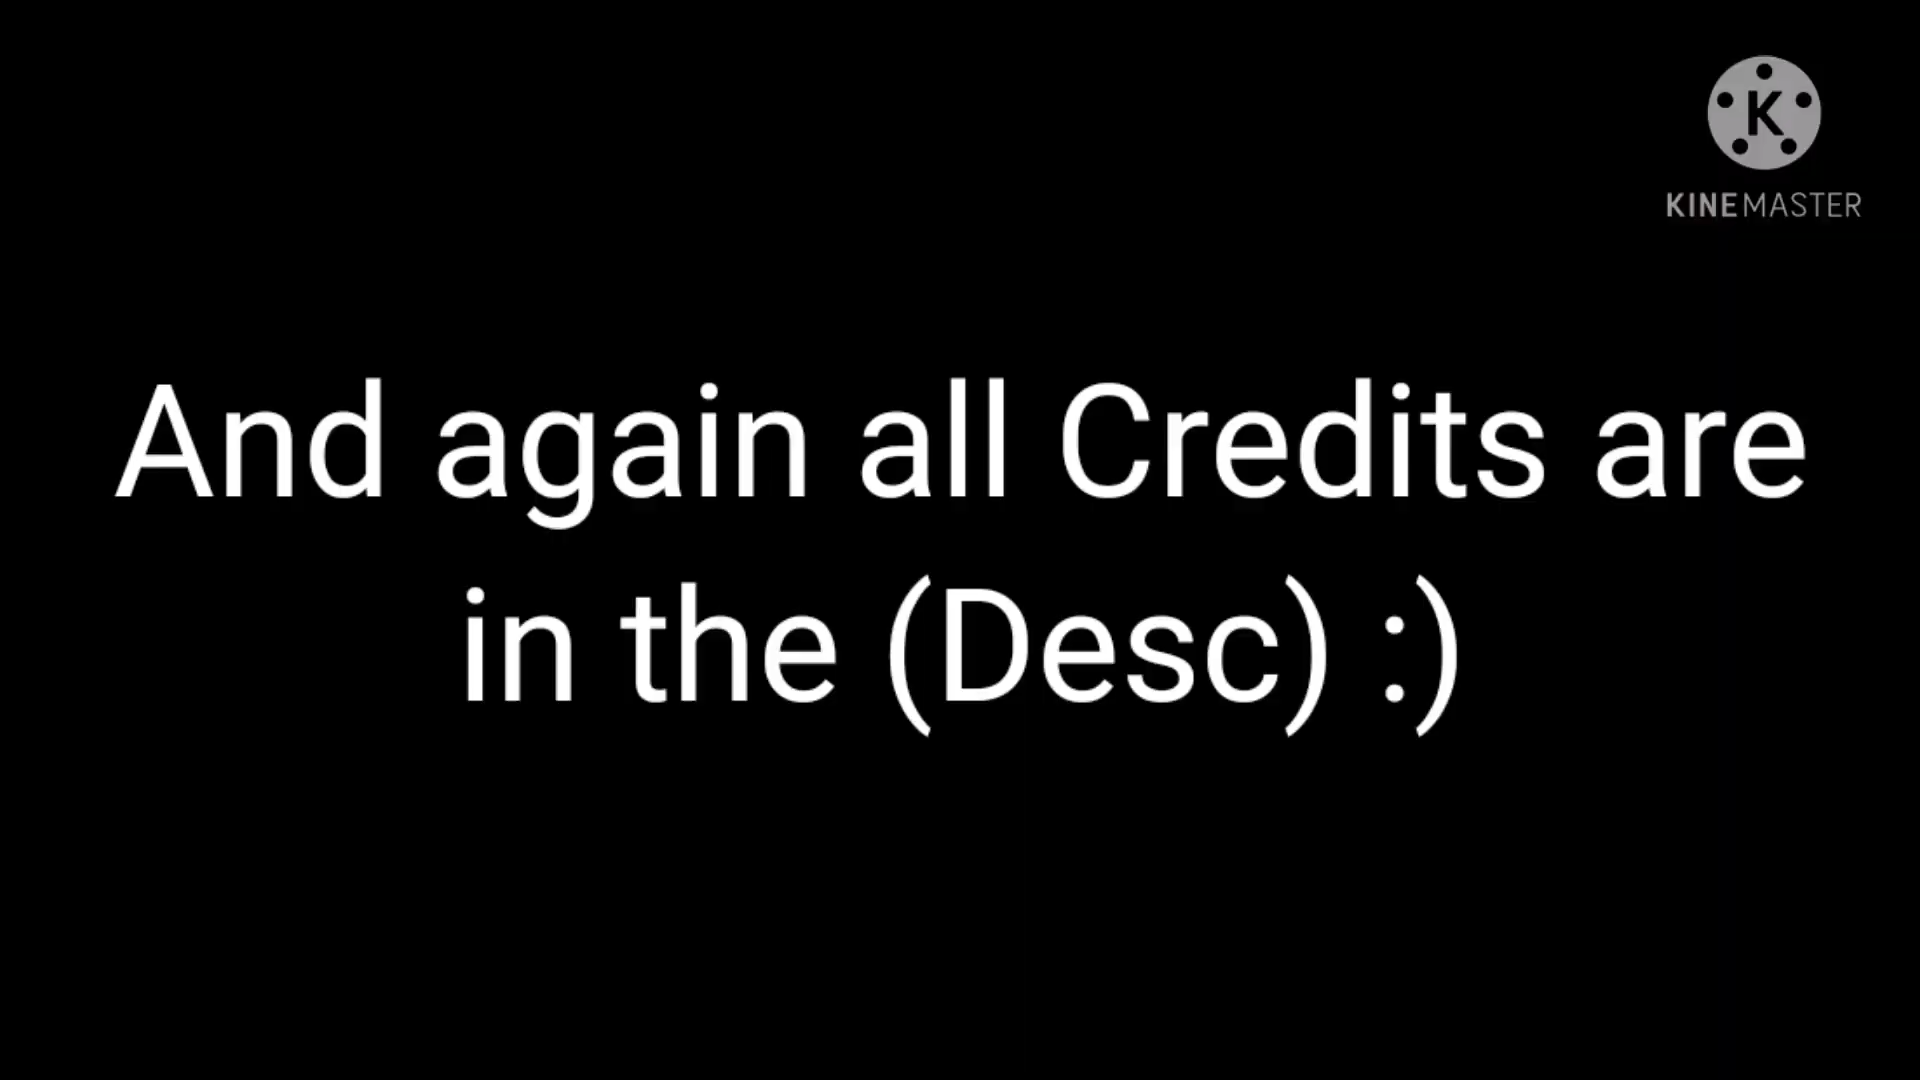 K
KINEMASTER
And again all Credits are
in the (Desc) :)